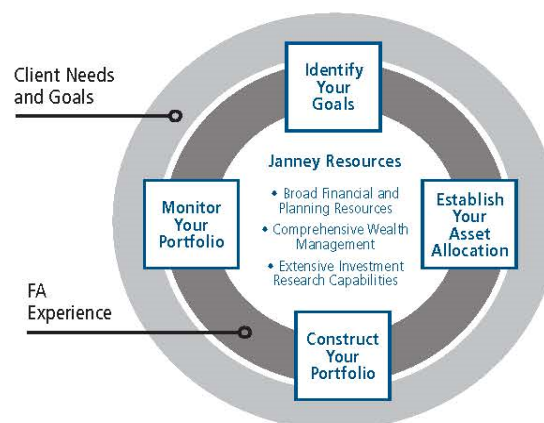 Client Needs
and Goals
Identify
Your
Goals
Janney Resources
◆ Broad Financial and
Planning Resources
◆ Comprehensive Wealth
Management
◆ Extensive Investment
Research Capabilities
Monitor
Your
Portfolio
Establish
Your
Asset
Allocation
FA
Experience
Construct
Your
Portfolio